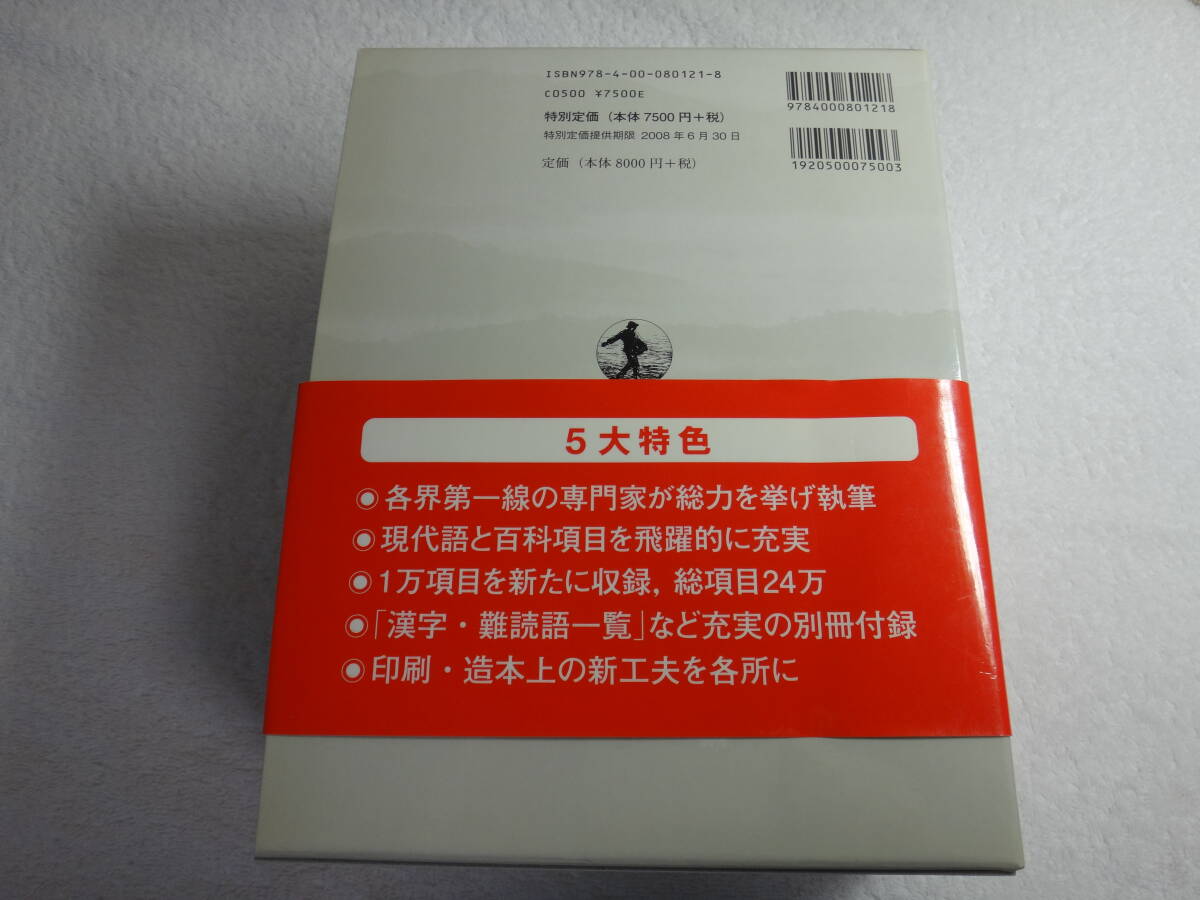 ISBN978-4-00-080121-8
C0500 ¥7500E
特別定価（本体 7500 円＋税）
特別定価提供期限 2008 年 6 月 30 日
定価（本体 8000 円＋税）
9784000801218
1920500075003
5大特色
◉各界第一線の専門家が総力を挙げ執筆
◉現代語と百科項目を飛躍的に充実
◉1万項目を新たに収録，総項目24万
◉「漢字・難読語一覧」など充実の別冊付録
◉印刷・造本上の新工夫を各所に